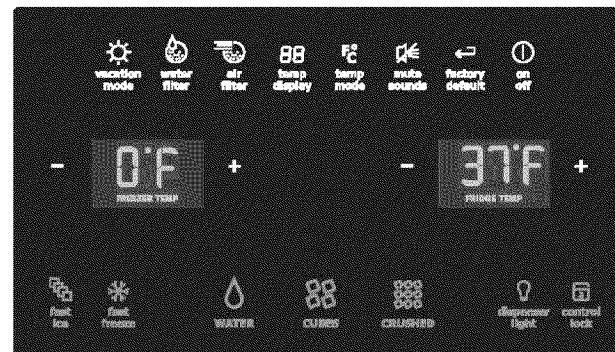 88 F° C
vacation mode
water filter
air filter
temp display
temp mode
mute sounds
factory default
on off
- 0°F +
FREEZER TEMP
- 37°F +
FRIDGE TEMP
fast ice
fast freeze
WATER
CUBES
CRUSHED
dispenser light
control lock